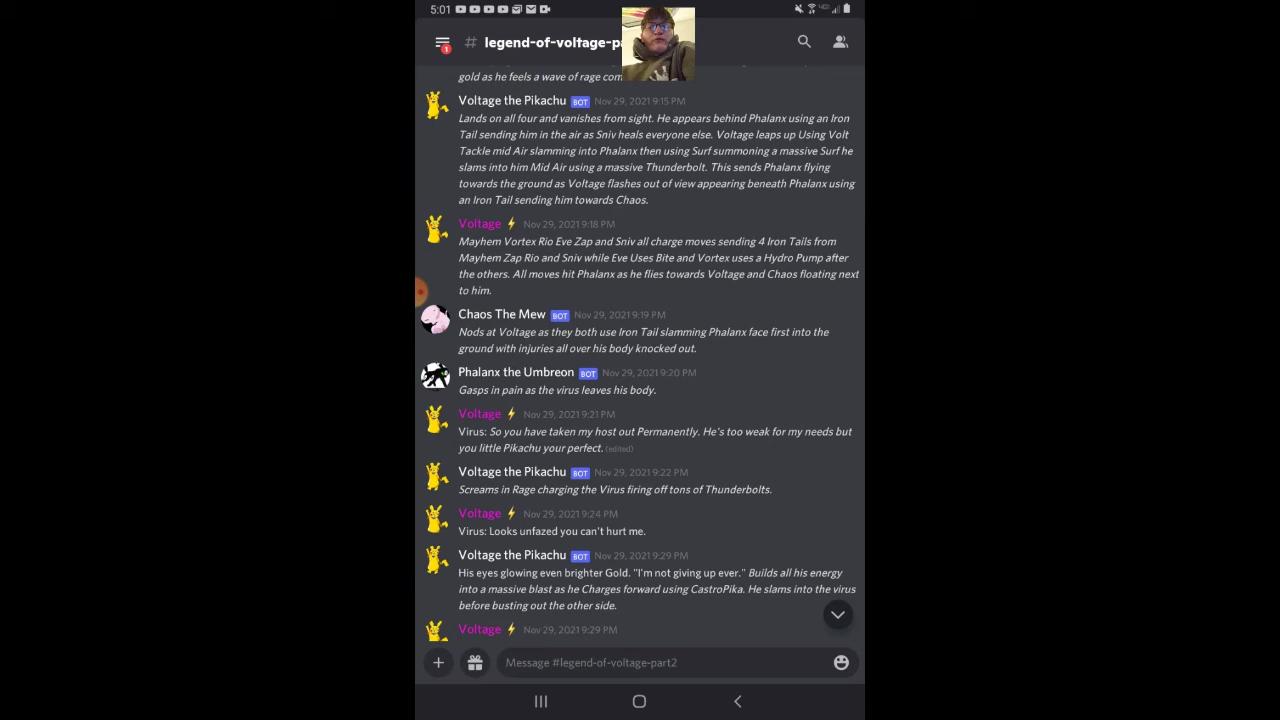 5:01
# legend-of-voltage-pa
gold as he feels a wave of rage com
Voltage the Pikachu BOT Nov 29, 2021 9:15 PM
Lands on all four and vanishes from sight. He appears behind Phalanx using an Iron
Tail sending him in the air as Sniv heals everyone else. Voltage leaps up Using Volt
Tackle mid Air slamming into Phalanx then using Surf summoning a massive Surf he
slams into him Mid Air using a massive Thunderbolt. This sends Phalanx flying
towards the ground as Voltage flashes out of view appearing beneath Phalanx using
an Iron Tail sending him towards Chaos.
Voltage ⚡ Nov 29, 2021 9:18 PM
Mayhem Vortex Rio Eve Zap and Sniv all charge moves sending 4 Iron Tails from
Mayhem Zap Rio and Sniv while Eve Uses Bite and Vortex uses a Hydro Pump after
the others. All moves hit Phalanx as he flies towards Voltage and Chaos floating next
to him.
Chaos The Mew BOT Nov 29, 2021 9:19 PM
Nods at Voltage as they both use Iron Tail slamming Phalanx face first into the
ground with injuries all over his body knocked out.
Phalanx the Umbreon BOT Nov 29, 2021 9:20 PM
Gasps in pain as the virus leaves his body.
Voltage ⚡ Nov 29, 2021 9:21 PM
Virus: So you have taken my host out Permanently. He's too weak for my needs but
you little Pikachu your perfect. (edited)
Voltage the Pikachu BOT Nov 29, 2021 9:22 PM
Screams in Rage charging the Virus firing off tons of Thunderbolts.
Voltage ⚡ Nov 29, 2021 9:24 PM
Virus: Looks unfazed you can't hurt me.
Voltage the Pikachu BOT Nov 29, 2021 9:29 PM
His eyes glowing even brighter Gold. "I'm not giving up ever." Builds all his energy
into a massive blast as he Charges forward using CastroPika. He slams into the virus
before busting out the other side.
Voltage ⚡ Nov 29, 2021 9:29 PM
Message #legend-of-voltage-part2